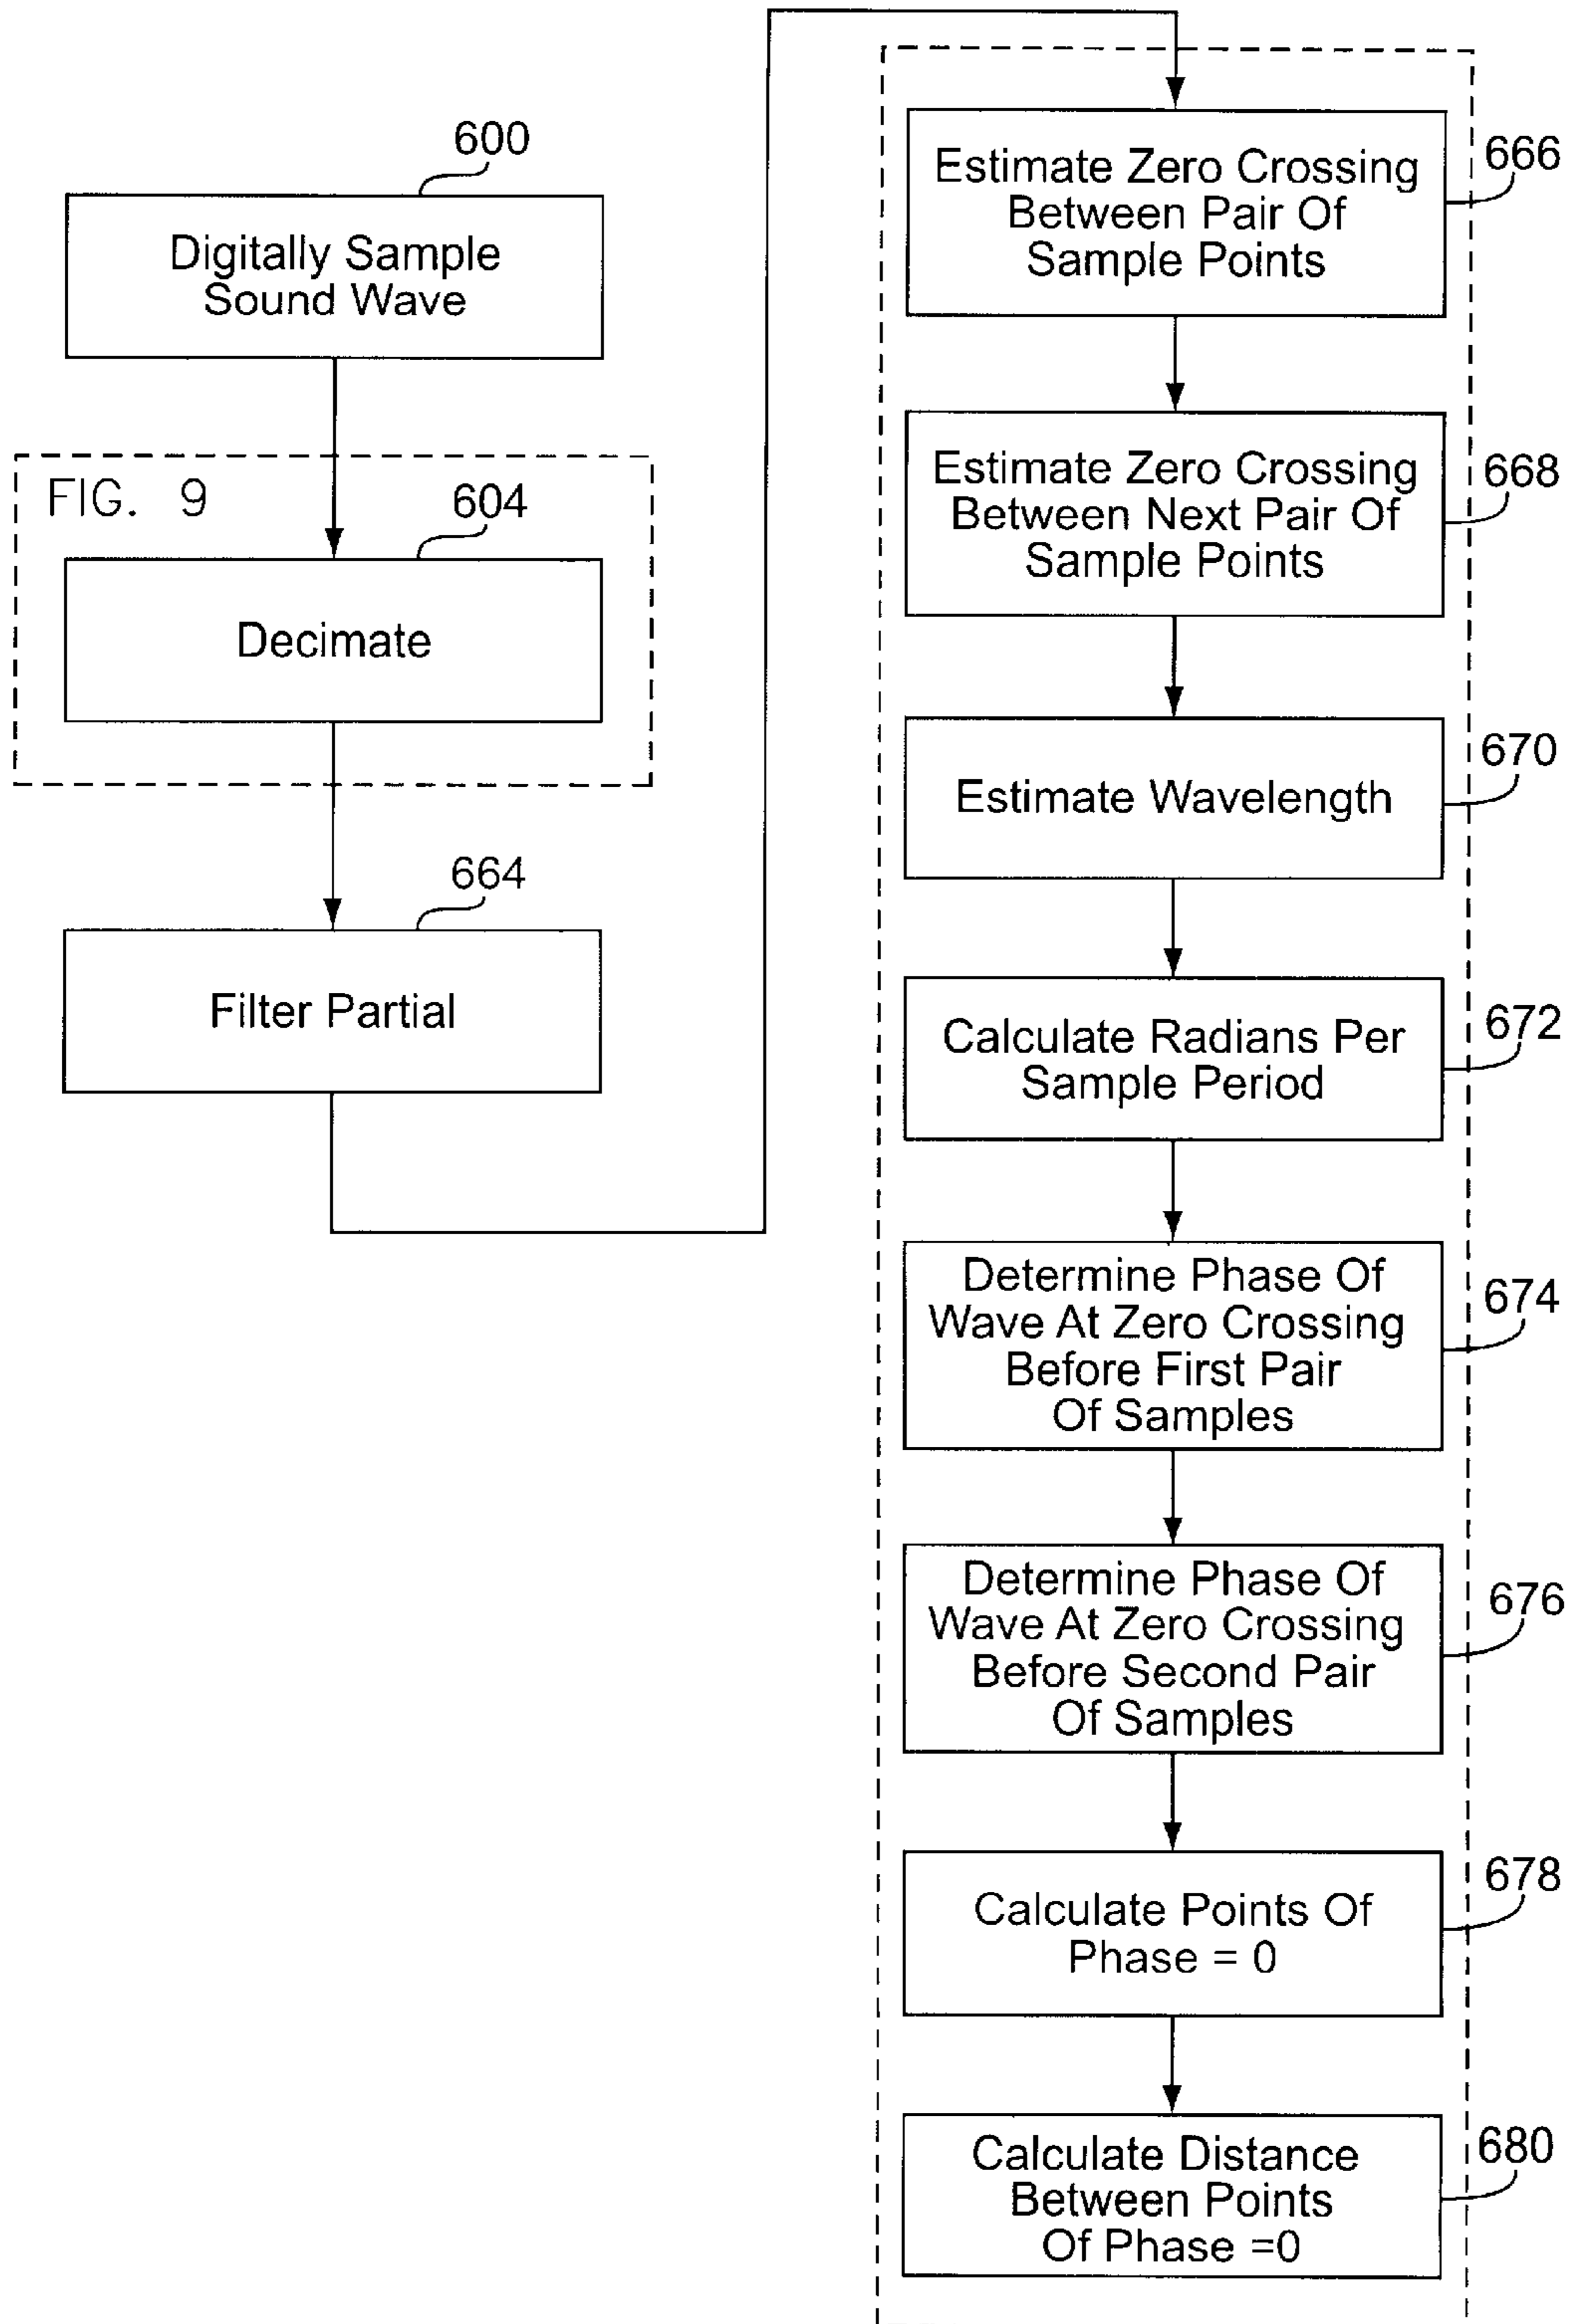 600
Digitally Sample
Sound Wave
FIG. 9
604
Decimate
664
Filter Partial
666
Estimate Zero Crossing
Between Pair Of
Sample Points
668
Estimate Zero Crossing
Between Next Pair Of
Sample Points
670
Estimate Wavelength
672
Calculate Radians Per
Sample Period
674
Determine Phase Of
Wave At Zero Crossing
Before First Pair
Of Samples
676
Determine Phase Of
Wave At Zero Crossing
Before Second Pair
Of Samples
678
Calculate Points Of
Phase = 0
680
Calculate Distance
Between Points
Of Phase =0